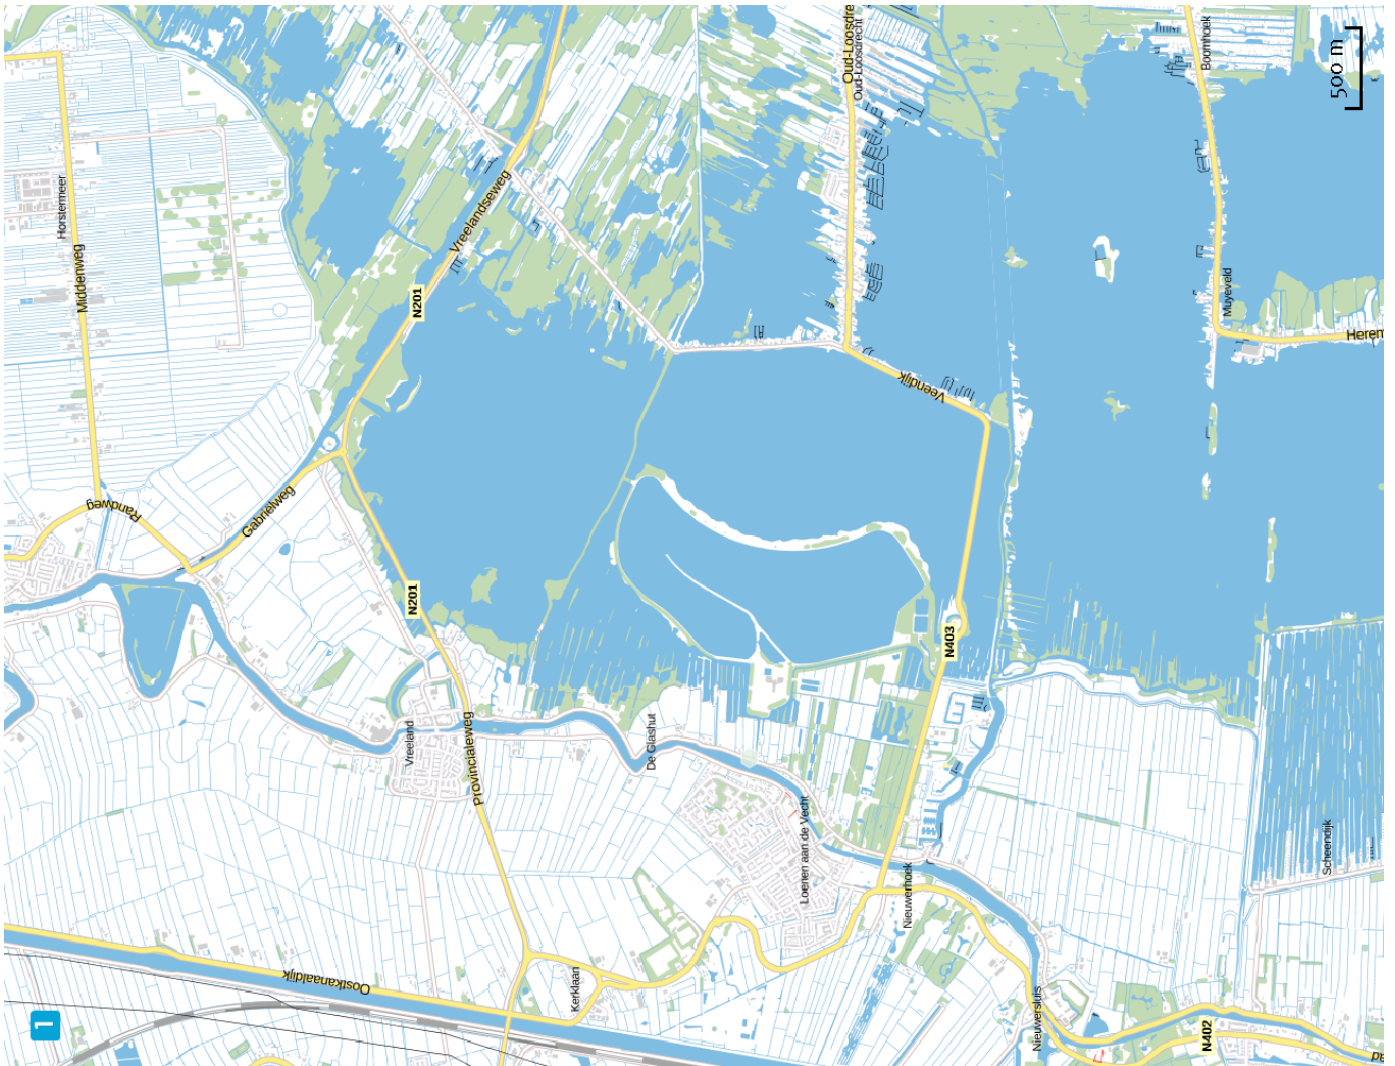 Oud-Loosdre
Oud-Loosdrecht
Boomhoek
500 m
Horstermeer
Middenweg
Vreelandseweg
N201
Muyeveld
Herem
Veendijk
Randweg
Gabriëlweg
N201
N403
Vreeland
Provincialeweg
De Glashut
Loenen aan de Vecht
Nieuwerhoek
Scheendijk
Oostkanaaldijk
Kerklaan
Nieuwersluis
N402
1